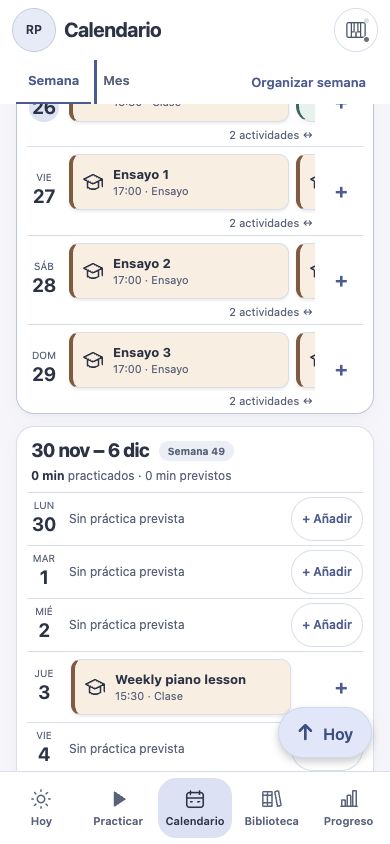 RP Calendario
Semana Mes Organizar semana
26 +
2 actividades ↔
VIE
27
Ensayo 1
17:00 · Ensayo
+
2 actividades ↔
SÁB
28
Ensayo 2
17:00 · Ensayo
+
2 actividades ↔
DOM
29
Ensayo 3
17:00 · Ensayo
+
2 actividades ↔
30 nov – 6 dic Semana 49
0 min practicados · 0 min previstos
LUN
30
Sin práctica prevista + Añadir
MAR
1
Sin práctica prevista + Añadir
MIÉ
2
Sin práctica prevista + Añadir
JUE
3
Weekly piano lesson
15:30 · Clase
+
VIE
4
Sin práctica prevista
↑ Hoy
Hoy Practicar Calendario Biblioteca Progreso